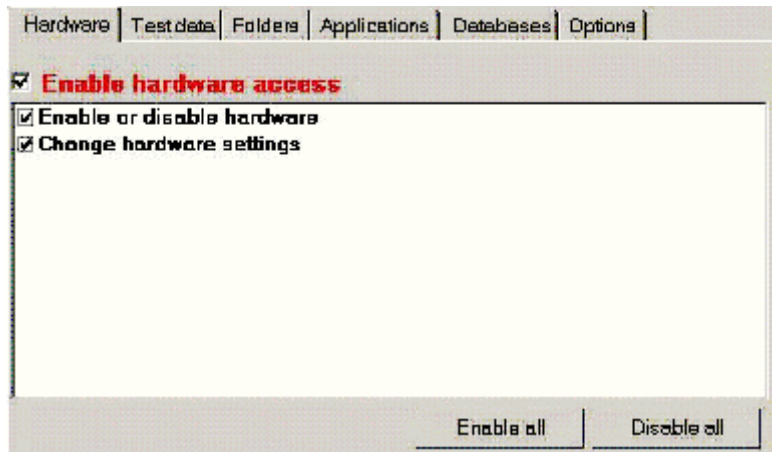 Hardware Test data Folders Applications Databases Options
Enable hardware access
Enable or disable hardware
Change hardware settings
Enable all Disable all